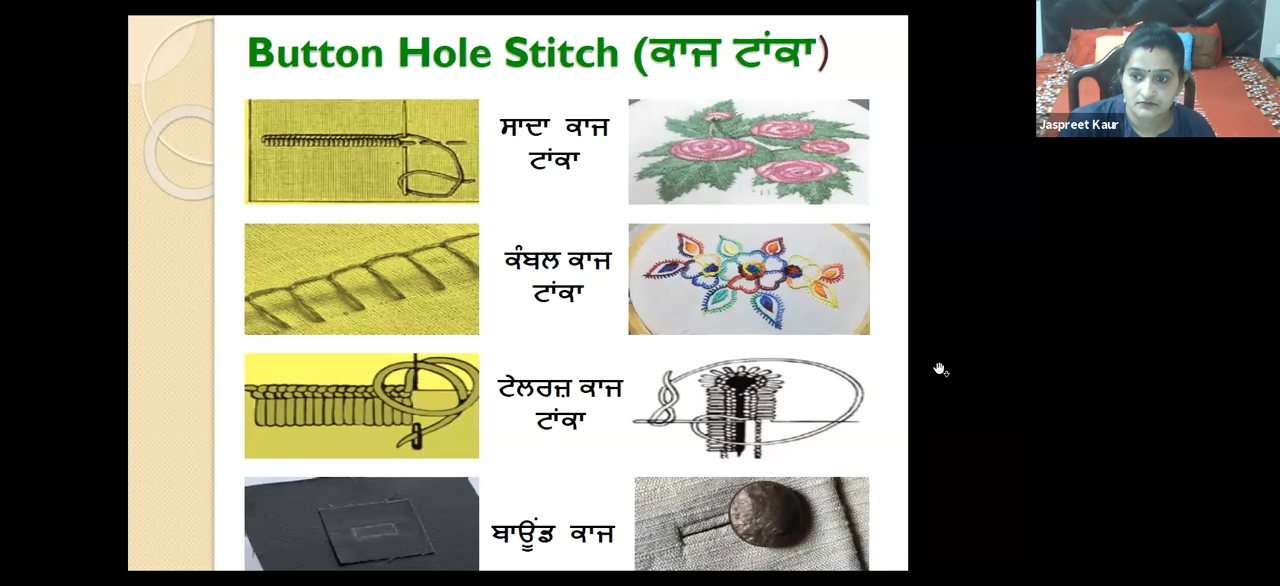 Button Hole Stitch (ਕਾਜ ਟਾਂਕਾ)
ਸਾਦਾ ਕਾਜ
ਟਾਂਕਾ
ਕੰਬਲ ਕਾਜ
ਟਾਂਕਾ
ਟੇਲਰਜ਼ ਕਾਜ
ਟਾਂਕਾ
ਬਾਊਂਡ ਕਾਜ
Jaspreet Kaur